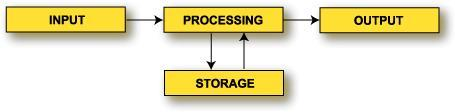 INPUT
PROCESSING
OUTPUT
STORAGE